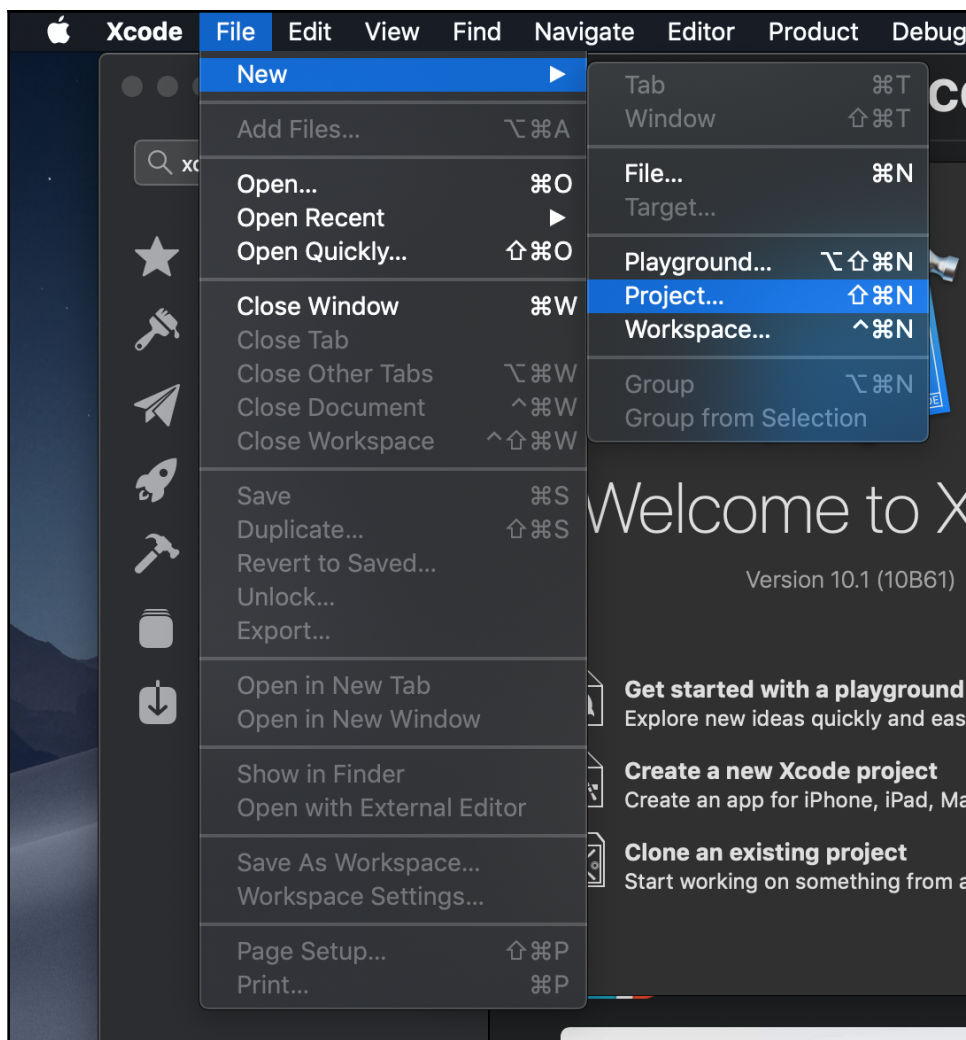 Xcode File Edit View Find Navigate Editor Product Debug
New ▶
Add Files... ⌥⌘A
Open... ⌘O
Open Recent ▶
Open Quickly... ⇧⌘O
Close Window ⌘W
Close Tab
Close Other Tabs ⌥⌘W
Close Document ^⌘W
Close Workspace ^⇧⌘W
Save ⌘S
Duplicate... ⇧⌘S
Revert to Saved...
Unlock...
Export...
Open in New Tab
Open in New Window
Show in Finder
Open with External Editor
Save As Workspace...
Workspace Settings...
Page Setup... ⇧⌘P
Print... ⌘P
Tab ⌘T
Window ⇧⌘T
File... ⌘N
Target...
Playground... ⌥⇧⌘N
Project... ⇧⌘N
Workspace... ^⌘N
Group ⌥⌘N
Group from Selection
xc
Welcome to X
Version 10.1 (10B61)
Get started with a playground
Explore new ideas quickly and eas
Create a new Xcode project
Create an app for iPhone, iPad, Ma
Clone an existing project
Start working on something from a